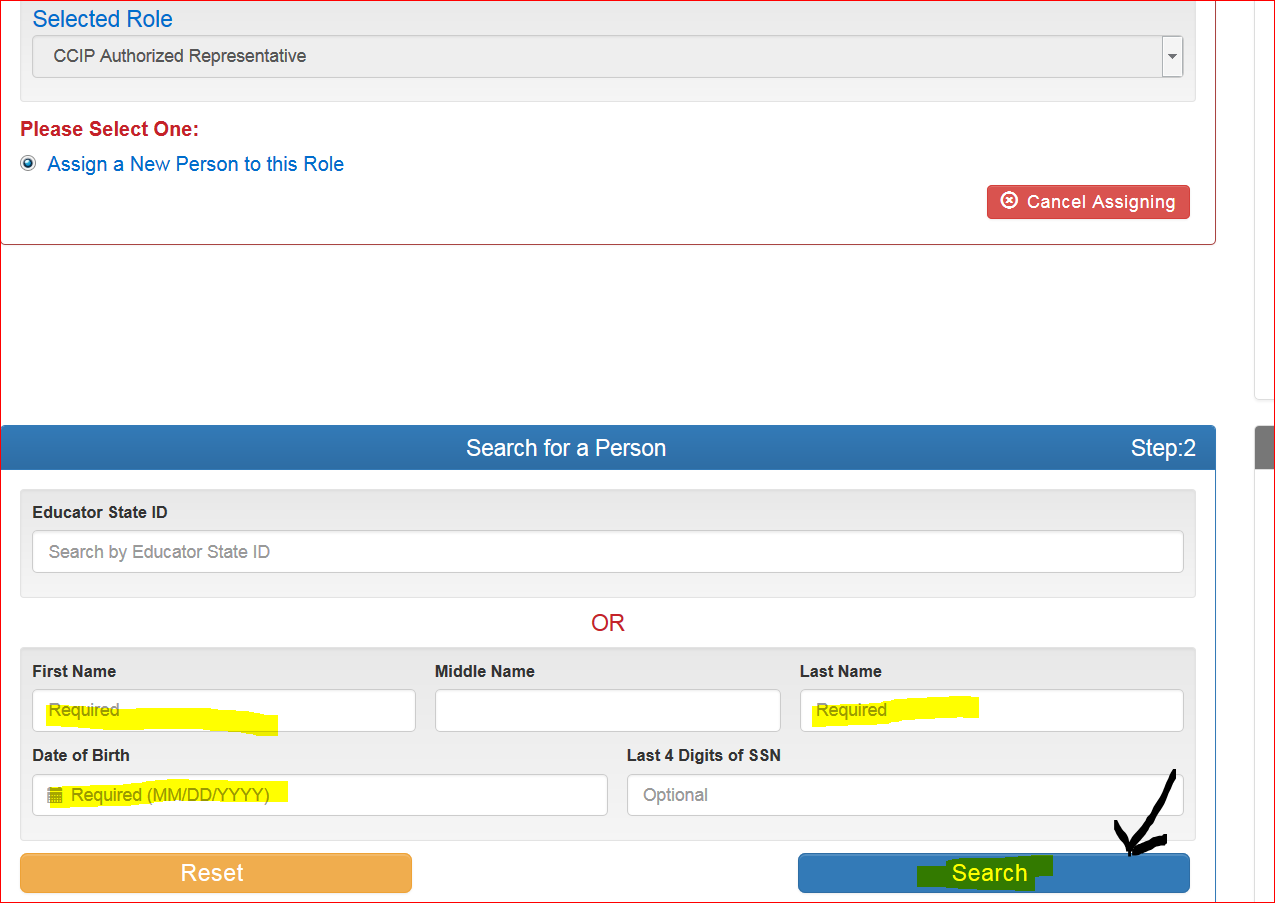 Selected Role
CCIP Authorized Representative
Please Select One:
Assign a New Person to this Role
Cancel Assigning
Search for a Person Step:2
Educator State ID
Search by Educator State ID
OR
First Name Middle Name Last Name
Required Required
Date of Birth Last 4 Digits of SSN
Required (MM/DD/YYYY) Optional
Reset Search